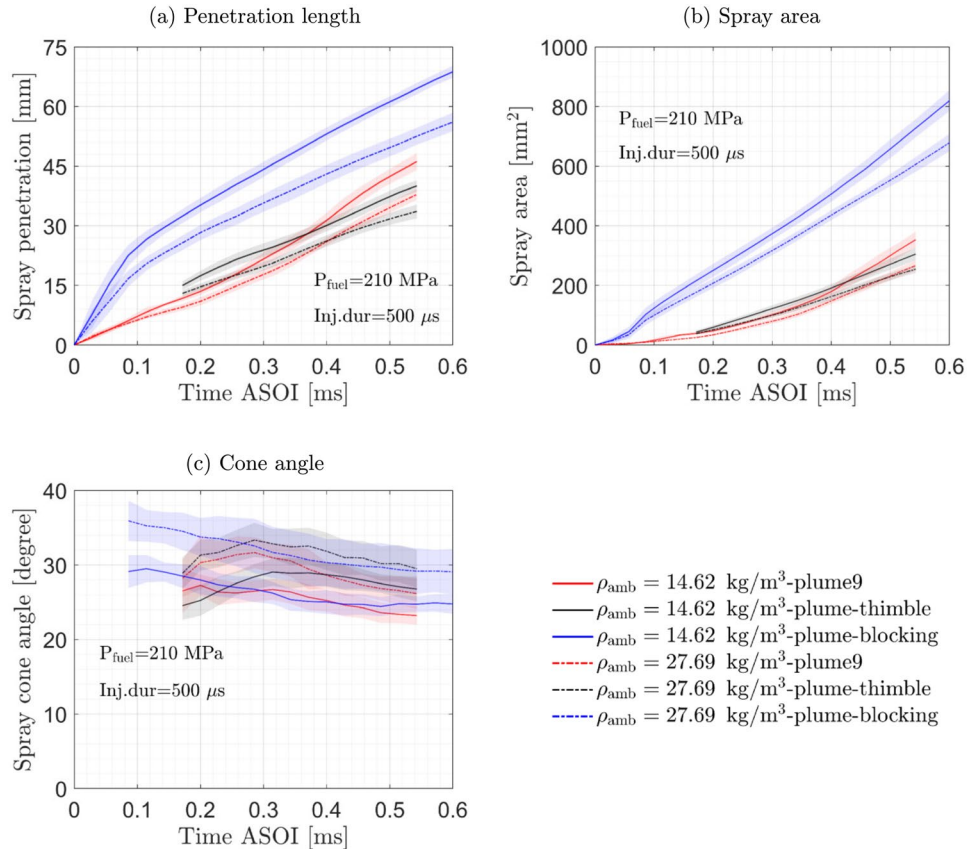 (a) Penetration length
75
60
45
30
15
0
Spray penetration [mm]
P_fuel=210 MPa
Inj.dur=500 μs
0 0.1 0.2 0.3 0.4 0.5 0.6
Time ASOI [ms]
(b) Spray area
1000
800
600
400
200
0
Spray area [mm²]
P_fuel=210 MPa
Inj.dur=500 μs
0 0.1 0.2 0.3 0.4 0.5 0.6
Time ASOI [ms]
(c) Cone angle
40
30
20
10
0
Spray cone angle [degree]
P_fuel=210 MPa
Inj.dur=500 μs
0 0.1 0.2 0.3 0.4 0.5 0.6
Time ASOI [ms]
ρ_amb = 14.62 kg/m³-plume9
ρ_amb = 14.62 kg/m³-plume-thimble
ρ_amb = 14.62 kg/m³-plume-blocking
ρ_amb = 27.69 kg/m³-plume9
ρ_amb = 27.69 kg/m³-plume-thimble
ρ_amb = 27.69 kg/m³-plume-blocking